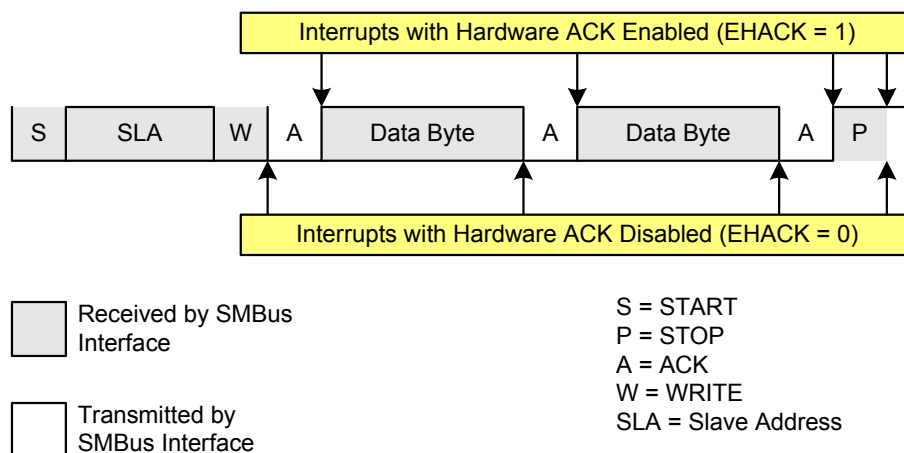 Interrupts with Hardware ACK Enabled (EHACK = 1)
S SLA W A Data Byte A Data Byte A P
Interrupts with Hardware ACK Disabled (EHACK = 0)
Received by SMBus
Interface
Transmitted by
SMBus Interface
S = START
P = STOP
A = ACK
W = WRITE
SLA = Slave Address